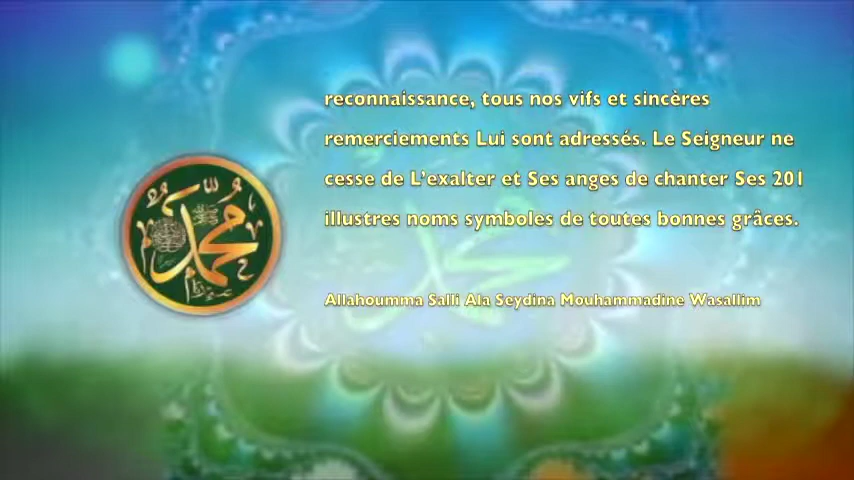 محمد
reconnaissance, tous nos vifs et sincères
remerciements Lui sont adressés. Le Seigneur ne
cesse de L'exalter et Ses anges de chanter Ses 201
illustres noms symboles de toutes bonnes grâces.
Allahoumma Salli Ala Seydina Mouhammadine Wasallim